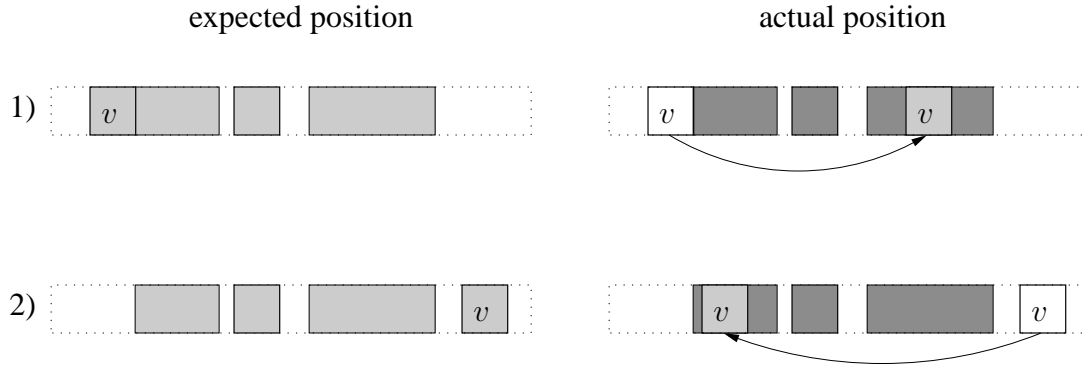 expected position actual position
1) v v v
2) v v v